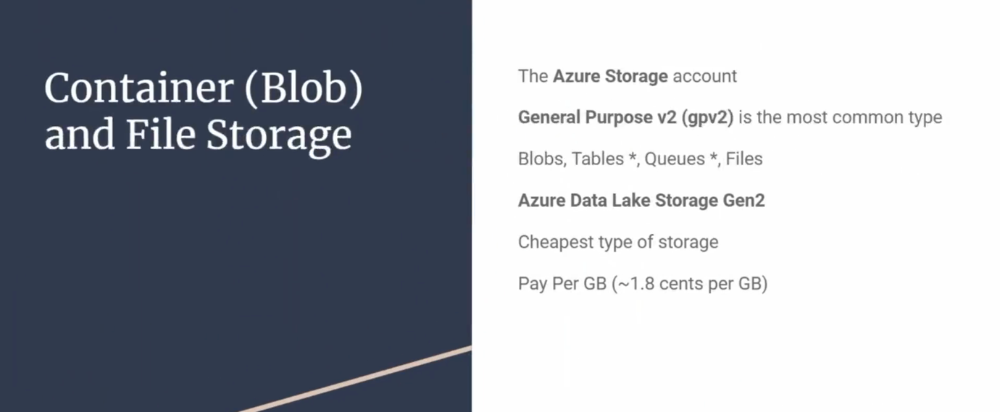 Container (Blob)
and File Storage
The Azure Storage account
General Purpose v2 (gpv2) is the most common type
Blobs, Tables *, Queues *, Files
Azure Data Lake Storage Gen2
Cheapest type of storage
Pay Per GB (~1.8 cents per GB)